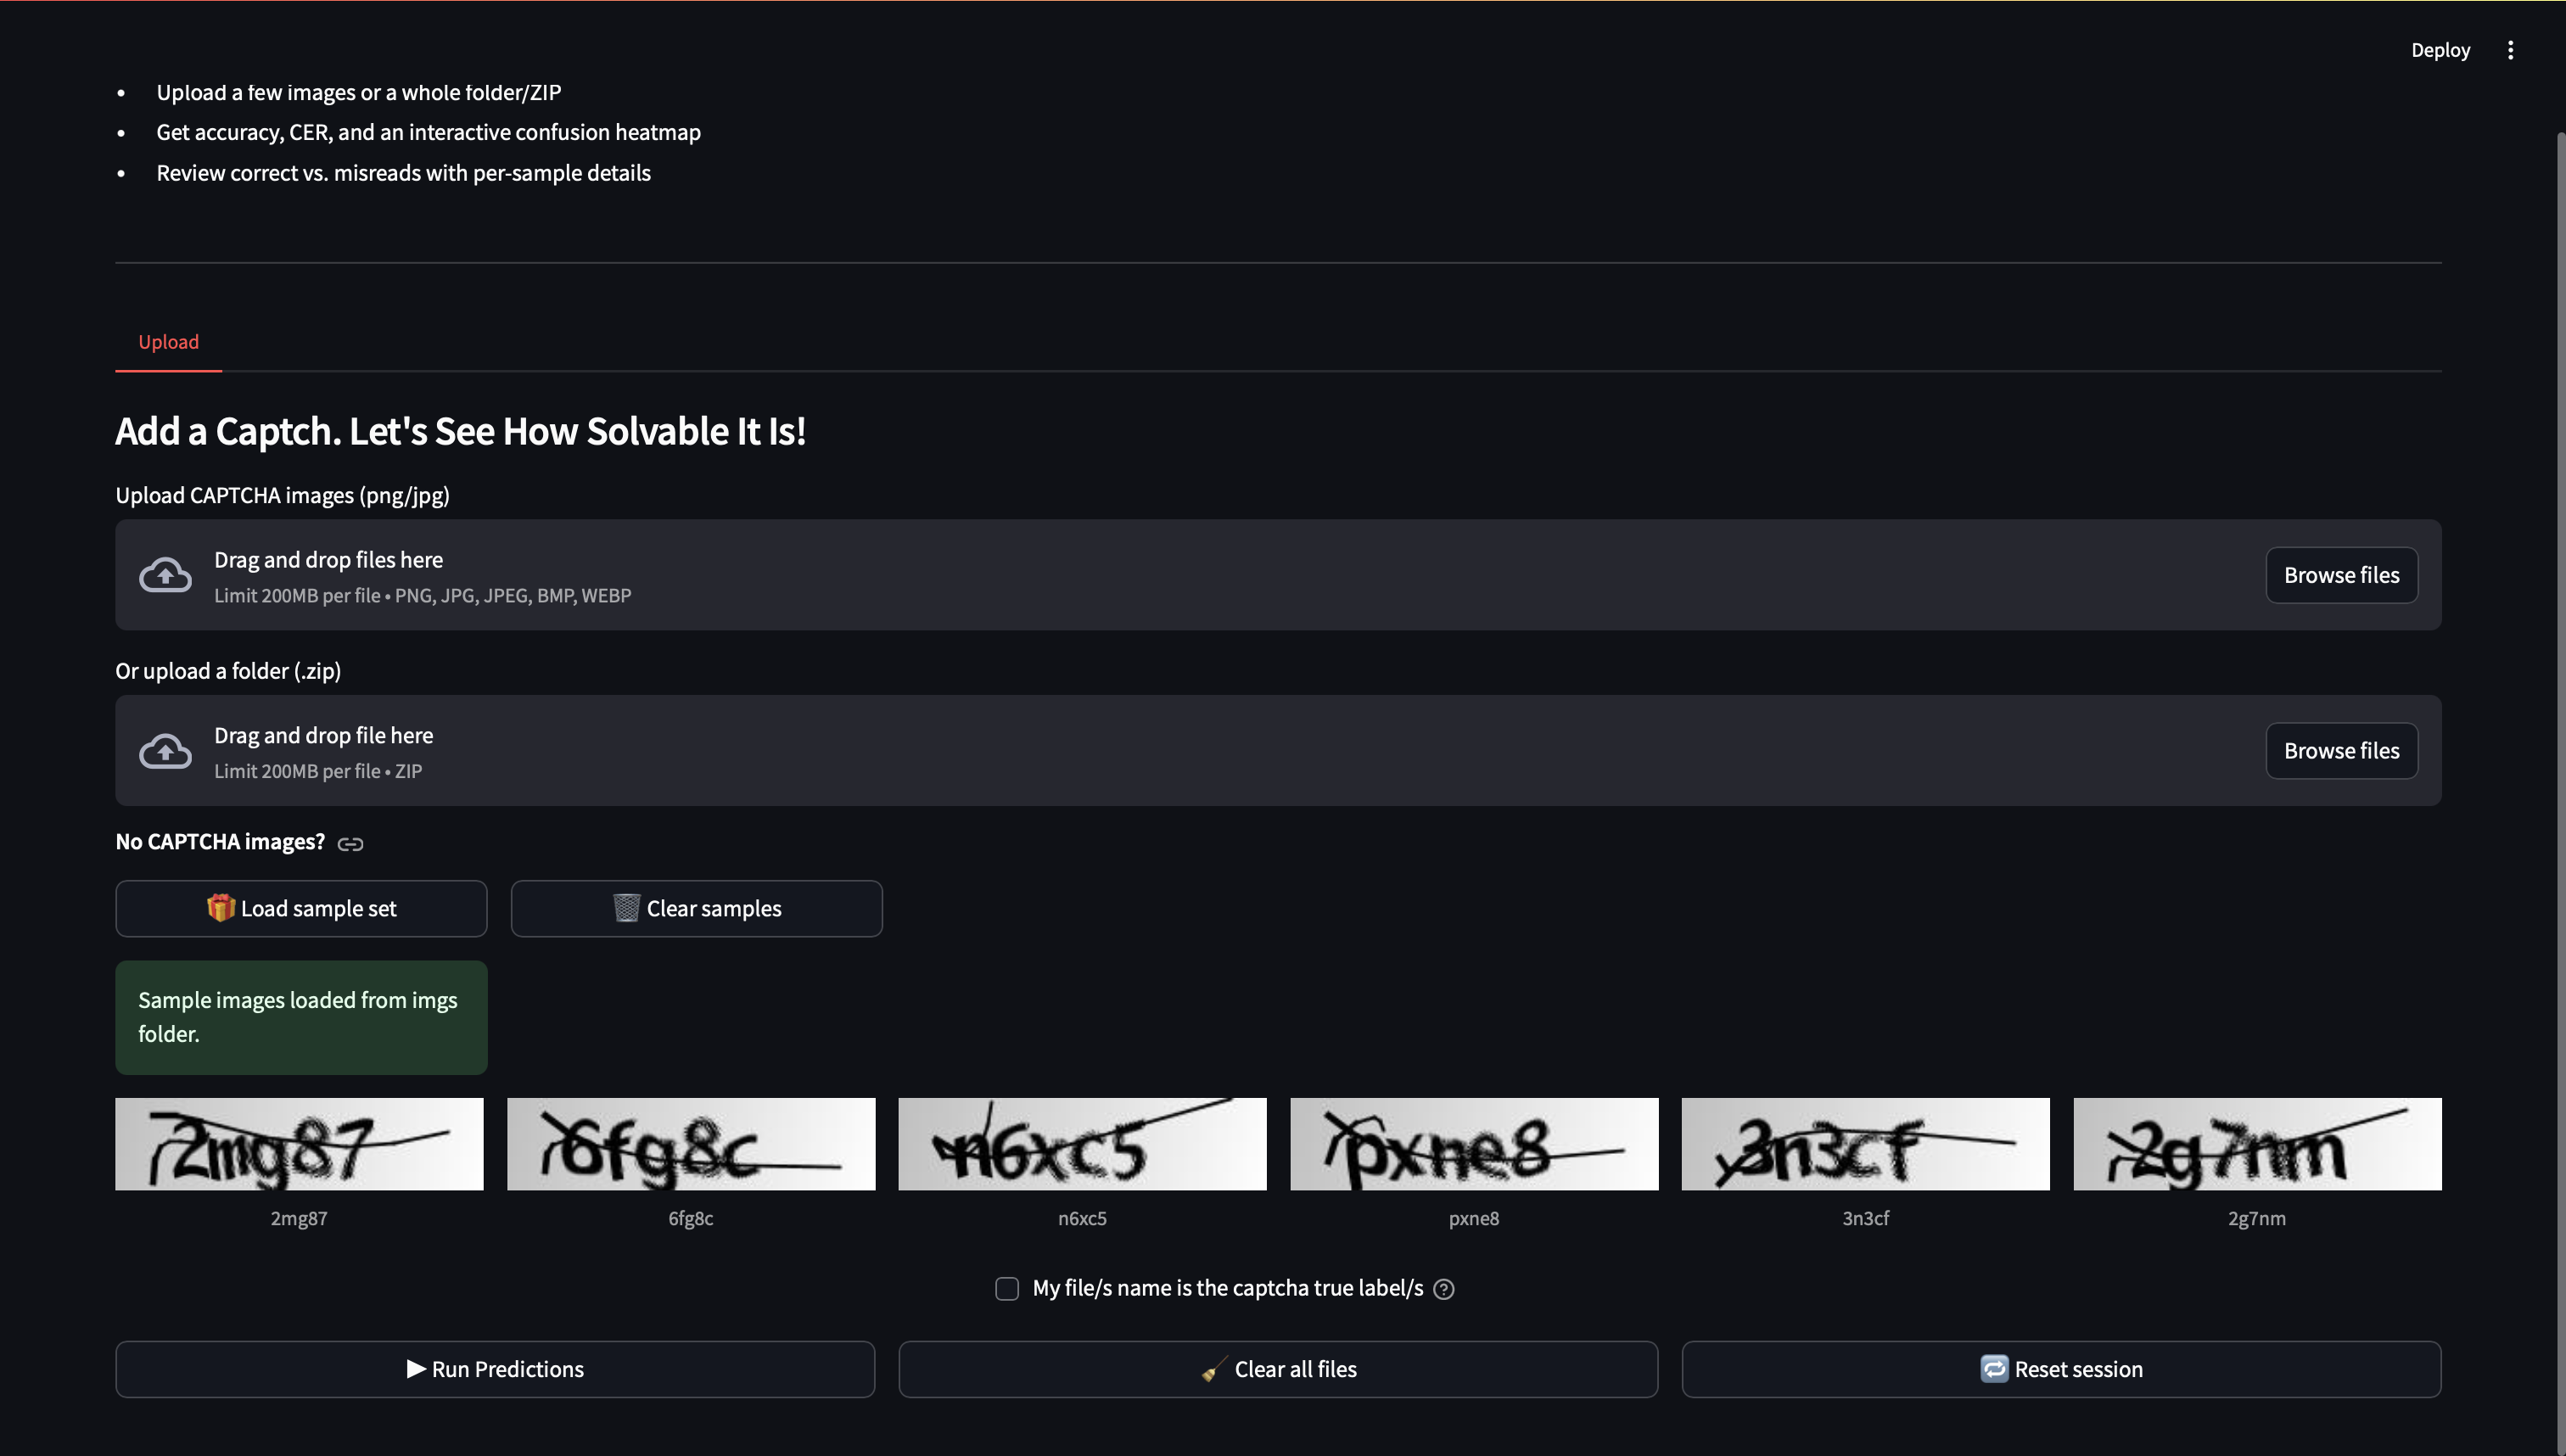 Deploy
• Upload a few images or a whole folder/ZIP
• Get accuracy, CER, and an interactive confusion heatmap
• Review correct vs. misreads with per-sample details
Upload
Add a Captch. Let's See How Solvable It Is!
Upload CAPTCHA images (png/jpg)
Drag and drop files here
Limit 200MB per file • PNG, JPG, JPEG, BMP, WEBP
Browse files
Or upload a folder (.zip)
Drag and drop file here
Limit 200MB per file • ZIP
Browse files
No CAPTCHA images?
🎁 Load sample set
🗑️ Clear samples
Sample images loaded from imgs
folder.
2mg87 6fg8c n6xc5 pxne8 3n3cf 2g7nm
2mg87 6fg8c n6xc5 pxne8 3n3cf 2g7nm
My file/s name is the captcha true label/s
▶ Run Predictions
🧹 Clear all files
🔁 Reset session